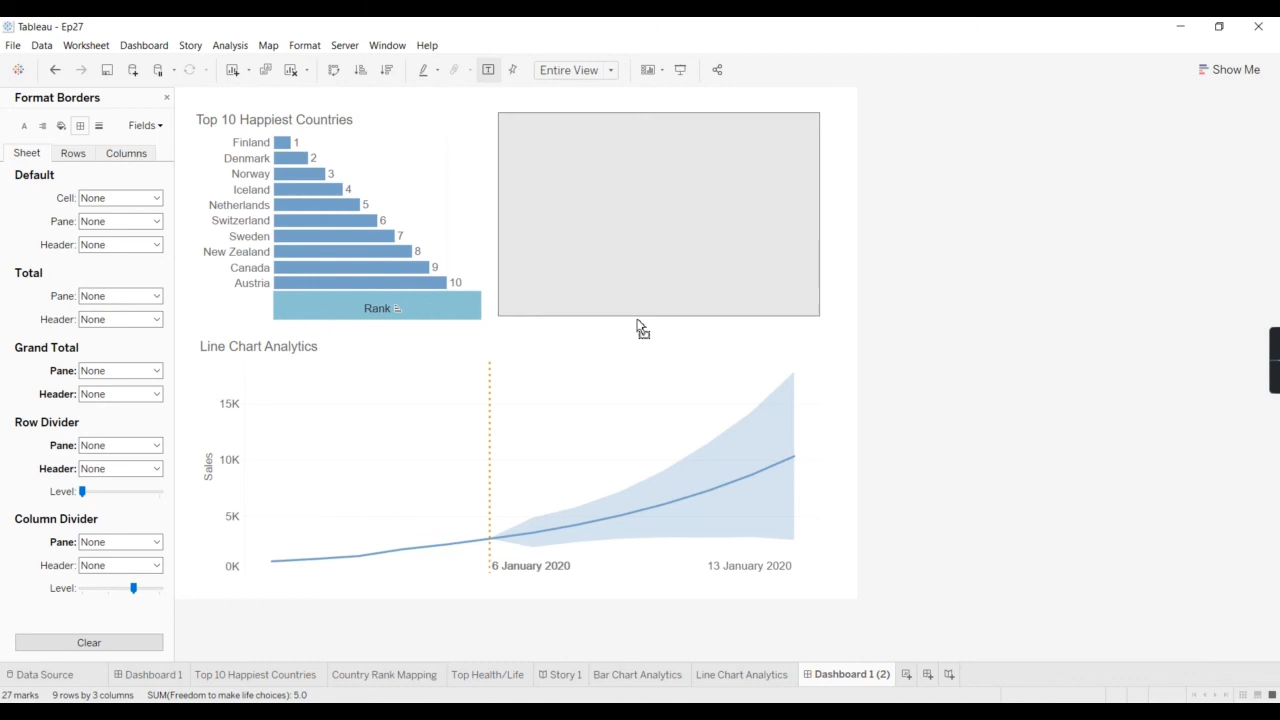 Tableau - Ep27
File Data Worksheet Dashboard Story Analysis Map Format Server Window Help
Entire View
Show Me
Format Borders
Fields
Sheet Rows Columns
Default
Cell: None
Pane: None
Header: None
Total
Pane: None
Header: None
Grand Total
Pane: None
Header: None
Row Divider
Pane: None
Header: None
Level:
Column Divider
Pane: None
Header: None
Level:
Clear
Top 10 Happiest Countries
Finland 1
Denmark 2
Norway 3
Iceland 4
Netherlands 5
Switzerland 6
Sweden 7
New Zealand 8
Canada 9
Austria 10
Rank
Line Chart Analytics
Sales
15K
10K
5K
0K
6 January 2020 13 January 2020
Data Source Dashboard 1 Top 10 Happiest Countries Country Rank Mapping Top Health/Life Story 1 Bar Chart Analytics Line Chart Analytics Dashboard 1 (2)
27 marks 9 rows by 3 columns SUM(Freedom to make life choices): 5.0